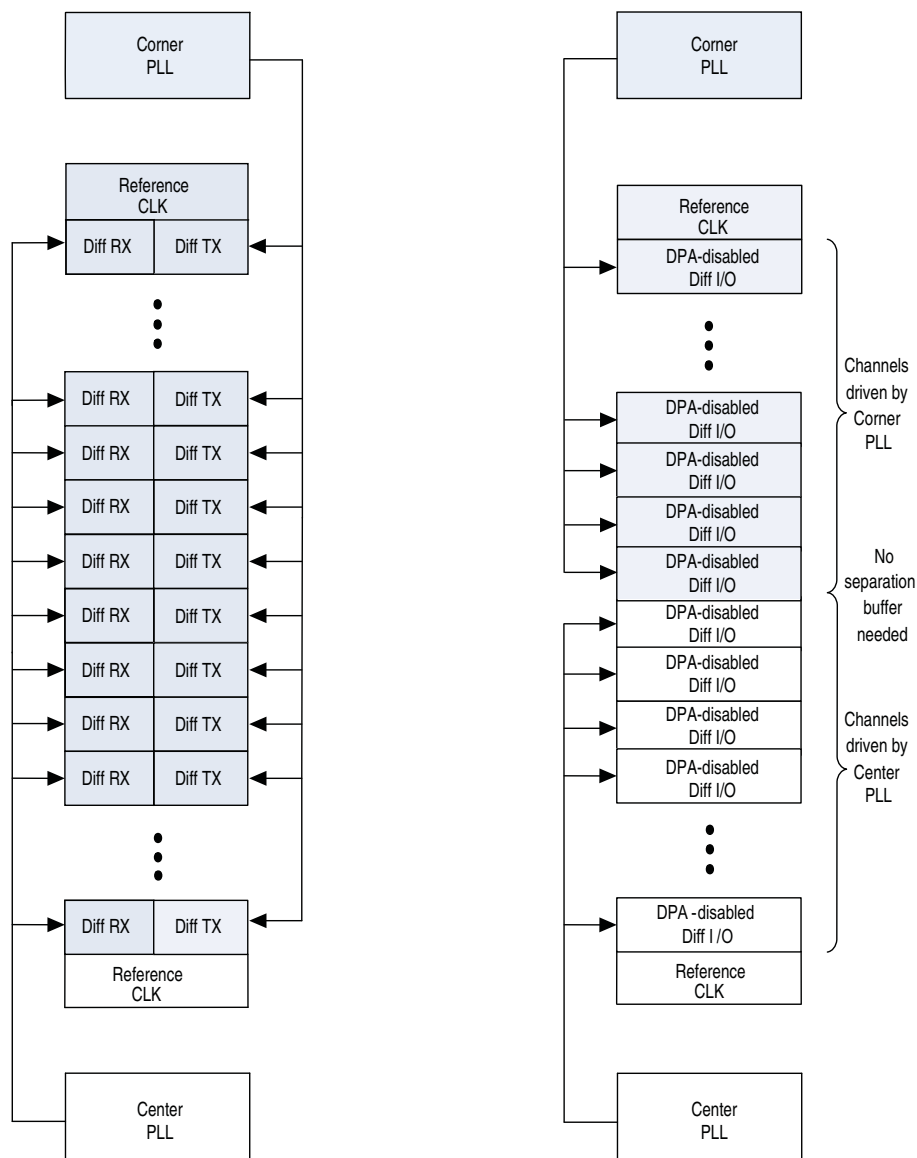 Corner
PLL
Reference
CLK
Diff RX Diff TX
Diff RX Diff TX
Diff RX Diff TX
Diff RX Diff TX
Diff RX Diff TX
Diff RX Diff TX
Diff RX Diff TX
Diff RX Diff TX
Diff RX Diff TX
Diff RX Diff TX
Reference
CLK
Center
PLL
Corner
PLL
Reference
CLK
DPA-disabled
Diff I/O
DPA-disabled
Diff I/O
DPA-disabled
Diff I/O
DPA-disabled
Diff I/O
DPA-disabled
Diff I/O
DPA-disabled
Diff I/O
DPA-disabled
Diff I/O
DPA-disabled
Diff I/O
DPA-disabled
Diff I/O
DPA -disabled
Diff I /O
Reference
CLK
Center
PLL
Channels
driven by
Corner
PLL
No
separation
buffer
needed
Channels
driven by
Center
PLL